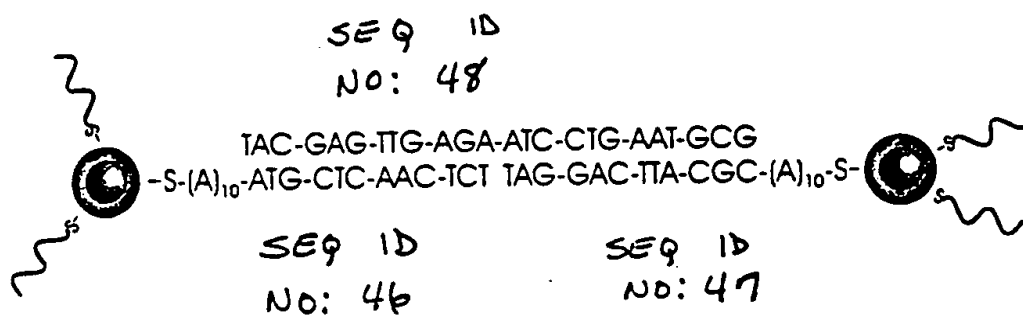 SEQ ID
NO: 48
TAC-GAG-TTG-AGA-ATC-CTG-AAT-GCG
-S-(A)10-ATG-CTC-AAC-TCT TAG-GAC-TTA-CGC-(A)10-S-
S
S
S
S
SEQ ID
NO: 46
SEQ ID
NO: 47